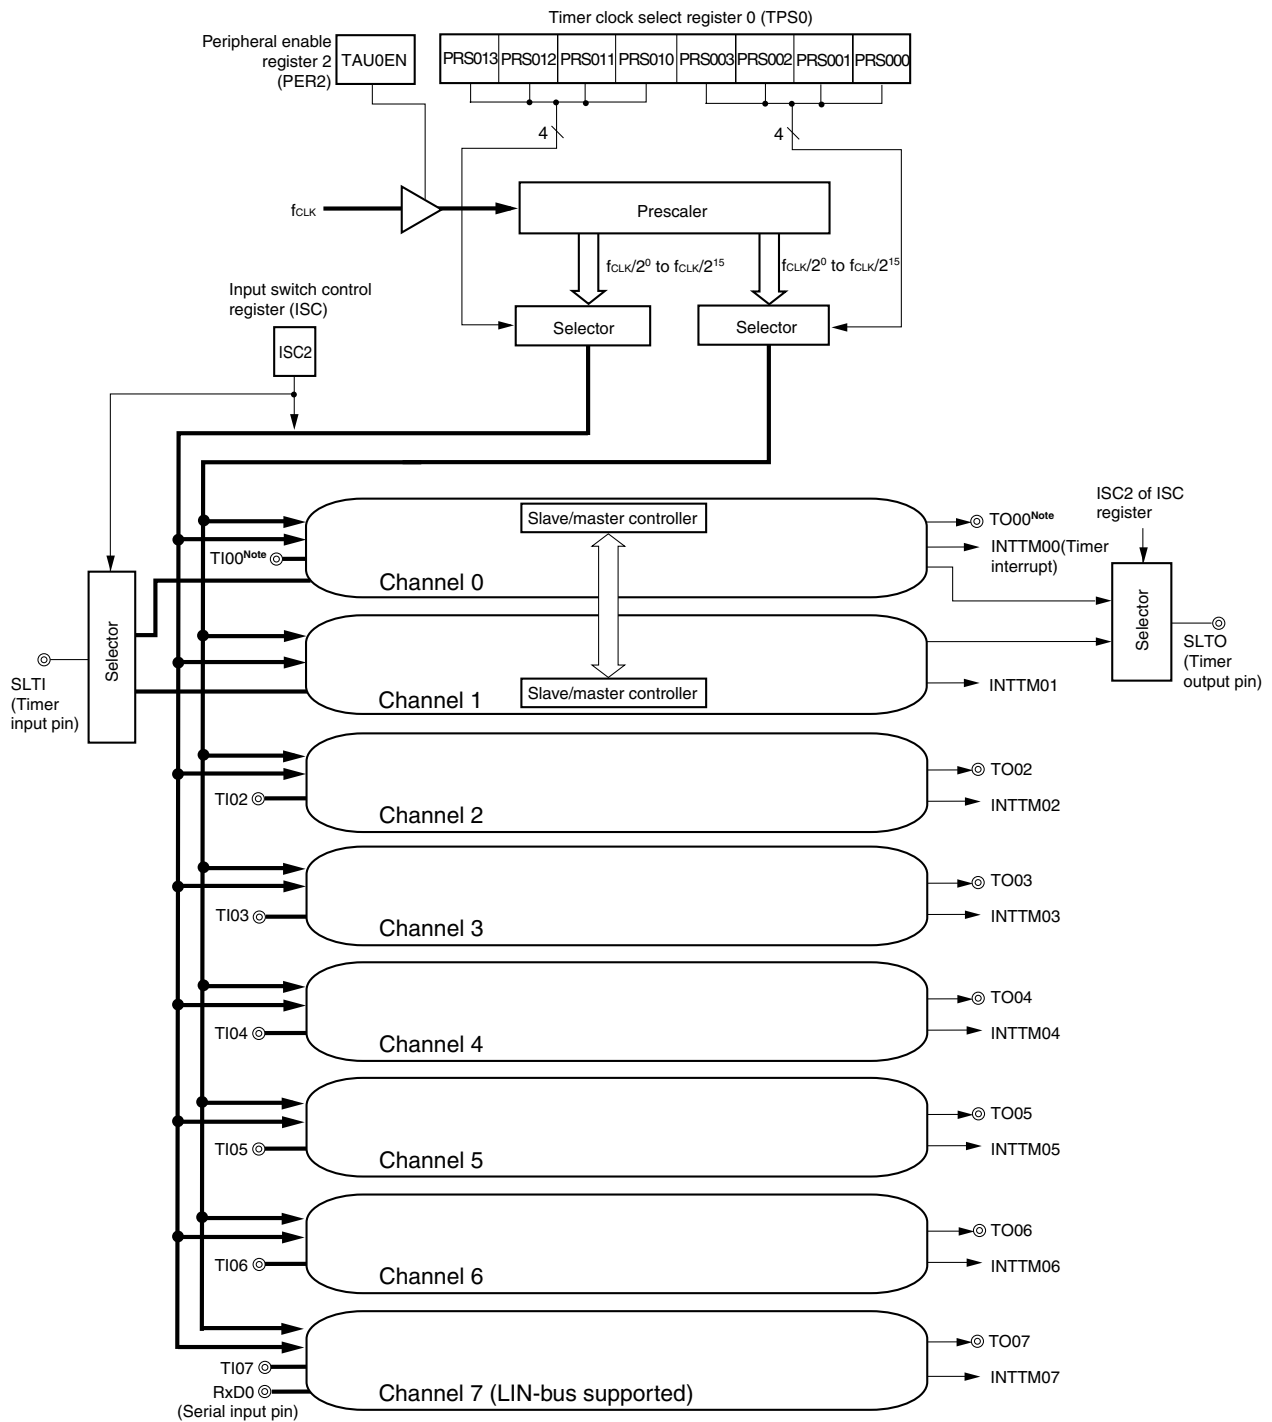 Timer clock select register 0 (TPS0)
Peripheral enable
register 2
(PER2)
TAU0EN
PRS013 PRS012 PRS011 PRS010 PRS003 PRS002 PRS001 PRS000
4
4
fCLK
Prescaler
fCLK/2⁰ to fCLK/2¹⁵
fCLK/2⁰ to fCLK/2¹⁵
Input switch control
register (ISC)
ISC2
Selector
Selector
ISC2 of ISC
register
Slave/master controller
TO00Note
TI00Note
INTTM00(Timer
interrupt)
Channel 0
Selector
SLTI
(Timer
input pin)
Selector
SLTO
(Timer
output pin)
Slave/master controller
Channel 1
INTTM01
TO02
TI02
INTTM02
Channel 2
TO03
TI03
INTTM03
Channel 3
TO04
TI04
INTTM04
Channel 4
TO05
TI05
INTTM05
Channel 5
TO06
TI06
INTTM06
Channel 6
TO07
TI07
INTTM07
RxD0
(Serial input pin)
Channel 7 (LIN-bus supported)